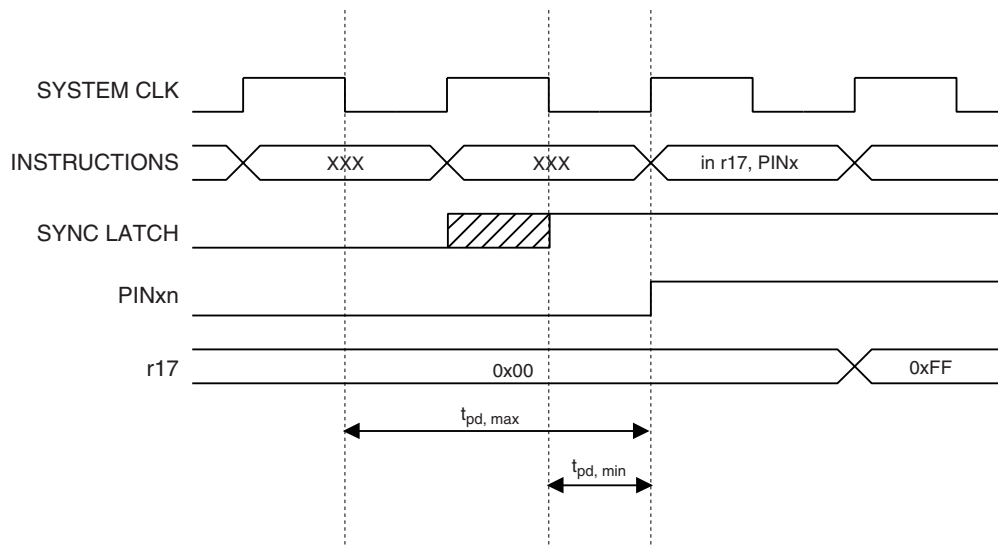 SYSTEM CLK
INSTRUCTIONS XXX XXX in r17, PINx
SYNC LATCH
PINxn
r17 0x00 0xFF
tpd, max
tpd, min